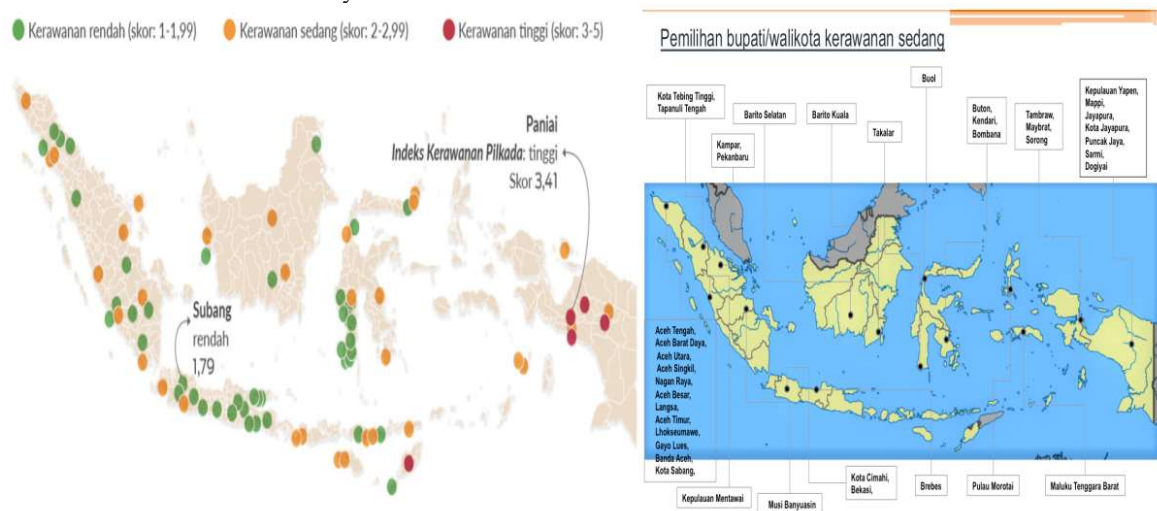 Kerawanan rendah (skor: 1-1,99)
Kerawanan sedang (skor: 2-2,99)
Kerawanan tinggi (skor: 3-5)
Paniai
Indeks Kerawanan Pilkada: tinggi
Skor 3,41
Subang
rendah
1,79
Pemilihan bupati/walikota kerawanan sedang
Kota Tebing Tinggi,
Tapanuli Tengah
Kampar,
Pekanbaru
Barito Selatan
Barito Kuala
Takalar
Buol
Buton,
Kendari,
Bombana
Tambraw,
Maybrat,
Sorong
Kepulauan Yapen,
Mappi,
Jayapura,
Kota Jayapura,
Puncak Jaya,
Sarmi,
Dogiyai
Aceh Tengah,
Aceh Barat Daya,
Aceh Utara,
Aceh Singkil,
Nagan Raya,
Aceh Besar,
Langsa,
Aceh Timur,
Lhokseumawe,
Gayo Lues,
Banda Aceh,
Kota Sabang,
Kepulauan Mentawai
Musi Banyuasin
Kota Cimahi,
Bekasi,
Brebes
Pulau Morotai
Maluku Tenggara Barat